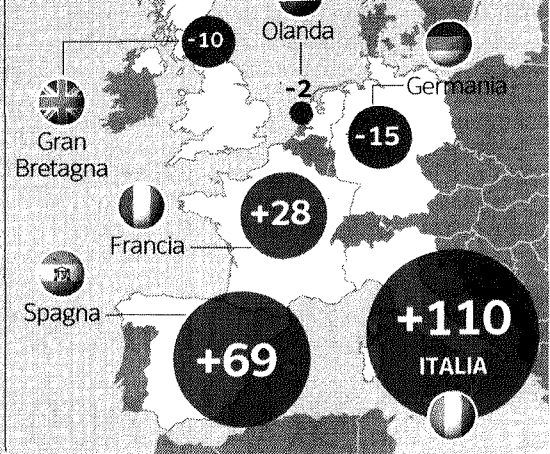 -10
Olanda
-2
Germania
-15
Gran
Bretagna
+28
Francia
Spagna
+69
+110
ITALIA